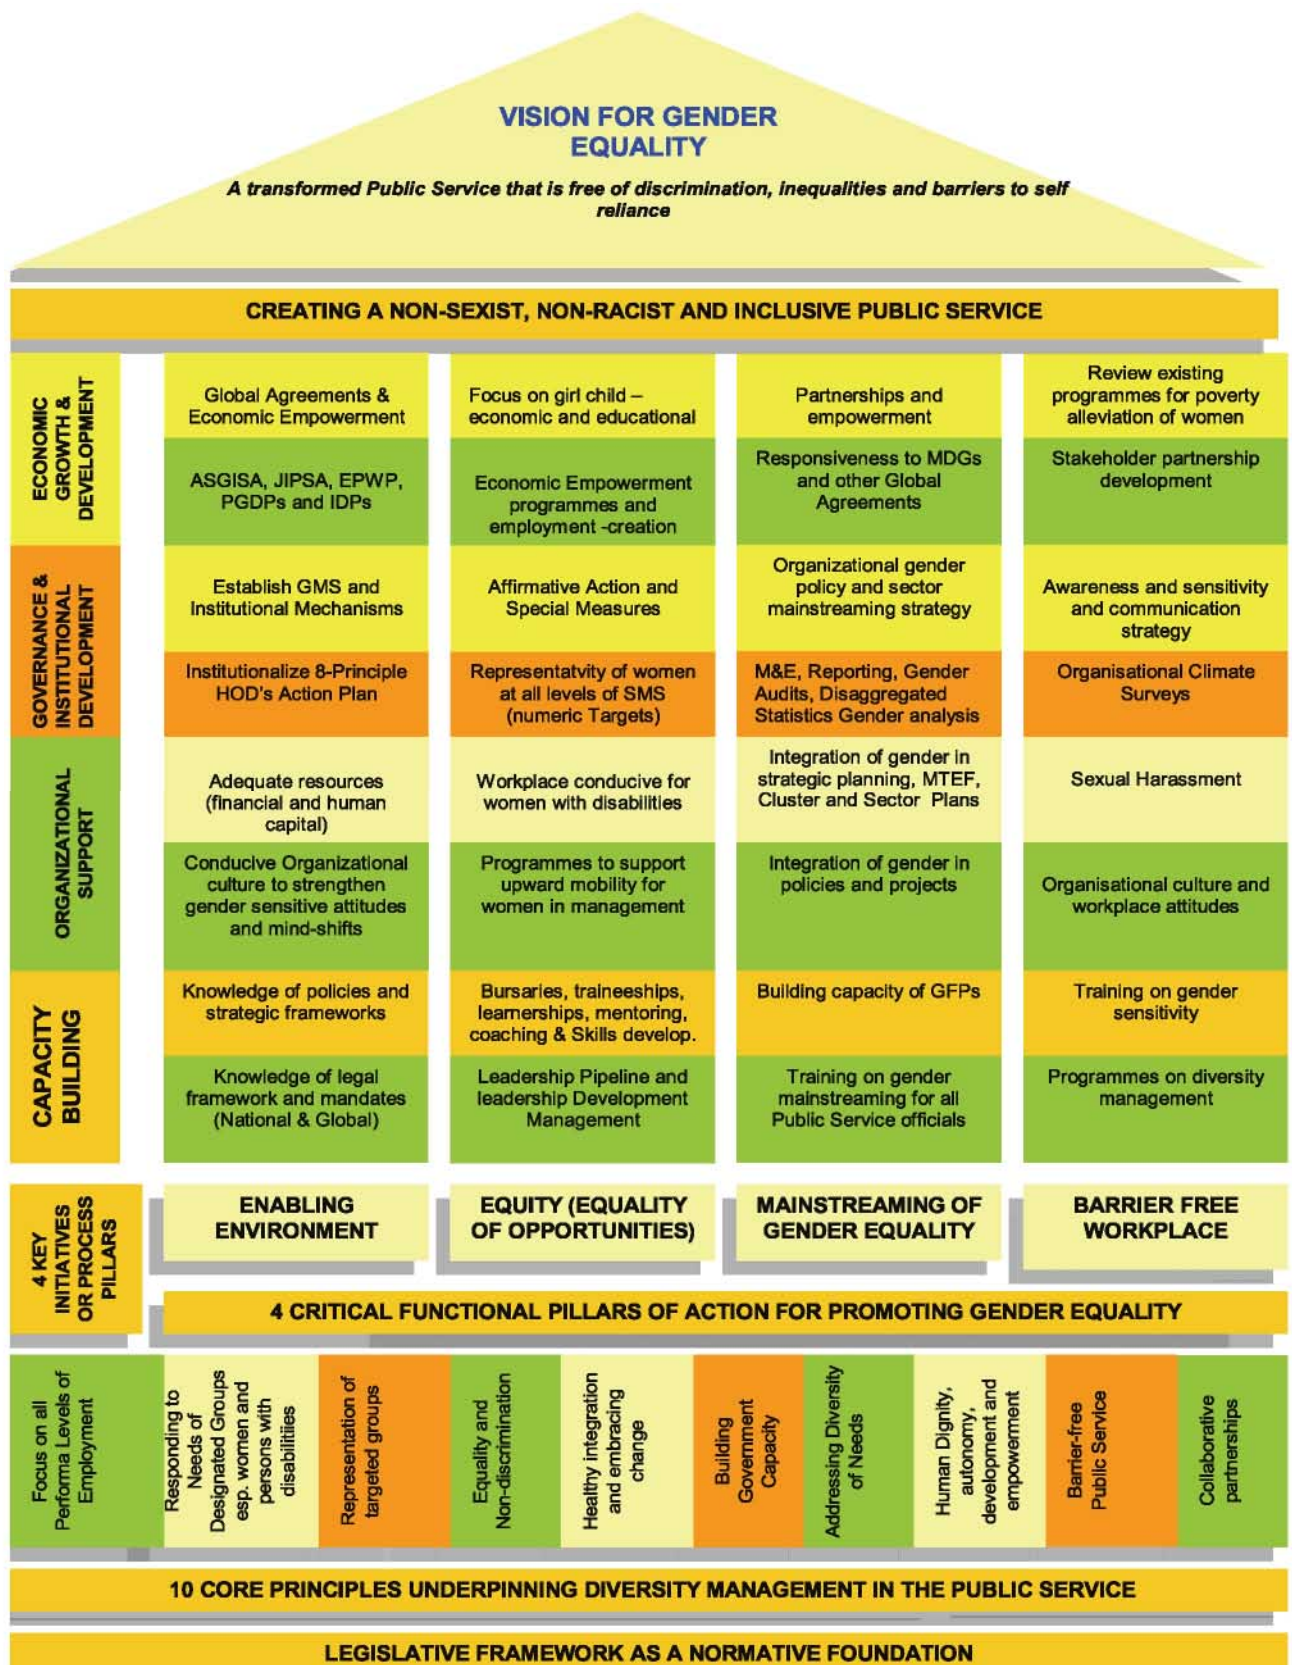 VISION FOR GENDER
EQUALITY
A transformed Public Service that is free of discrimination, inequalities and barriers to self
reliance
CREATING A NON-SEXIST, NON-RACIST AND INCLUSIVE PUBLIC SERVICE
ECONOMIC
GROWTH &
DEVELOPMENT
Global Agreements &
Economic Empowerment
Focus on girl child –
economic and educational
Partnerships and
empowerment
Review existing
programmes for poverty
alleviation of women
ASGISA, JIPSA, EPWP,
PGDPs and IDPs
Economic Empowerment
programmes and
employment -creation
Responsiveness to MDGs
and other Global
Agreements
Stakeholder partnership
development
GOVERNANCE &
INSTITUTIONAL
DEVELOPMENT
Establish GMS and
Institutional Mechanisms
Affirmative Action and
Special Measures
Organizational gender
policy and sector
mainstreaming strategy
Awareness and sensitivity
and communication
strategy
Institutionalize 8-Principle
HOD's Action Plan
Representatvity of women
at all levels of SMS
(numeric Targets)
M&E, Reporting, Gender
Audits, Disaggregated
Statistics Gender analysis
Organisational Climate
Surveys
ORGANIZATIONAL
SUPPORT
Adequate resources
(financial and human
capital)
Workplace conducive for
women with disabilities
Integration of gender in
strategic planning, MTEF,
Cluster and Sector Plans
Sexual Harassment
Conducive Organizational
culture to strengthen
gender sensitive attitudes
and mind-shifts
Programmes to support
upward mobility for
women in management
Integration of gender in
policies and projects
Organisational culture and
workplace attitudes
CAPACITY
BUILDING
Knowledge of policies and
strategic frameworks
Bursaries, traineeships,
learnerships, mentoring,
coaching & Skills develop.
Building capacity of GFPs
Training on gender
sensitivity
Knowledge of legal
framework and mandates
(National & Global)
Leadership Pipeline and
leadership Development
Management
Training on gender
mainstreaming for all
Public Service officials
Programmes on diversity
management
4 KEY
INITIATIVES
OR PROCESS
PILLARS
ENABLING
ENVIRONMENT
EQUITY (EQUALITY
OF OPPORTUNITIES)
MAINSTREAMING OF
GENDER EQUALITY
BARRIER FREE
WORKPLACE
4 CRITICAL FUNCTIONAL PILLARS OF ACTION FOR PROMOTING GENDER EQUALITY
Focus on all
Performa Levels of
Employment
Responding to
Needs of
Designated Groups
esp. women and
persons with
disabilities
Representation of
targeted groups
Equality and
Non-discrimination
Healthy integration
and embracing
change
Building
Government
Capacity
Addressing Diversity
of Needs
Human Dignity,
autonomy,
development and
empowerment
Barrier-free
Public Service
Collaborative
partnerships
10 CORE PRINCIPLES UNDERPINNING DIVERSITY MANAGEMENT IN THE PUBLIC SERVICE
LEGISLATIVE FRAMEWORK AS A NORMATIVE FOUNDATION